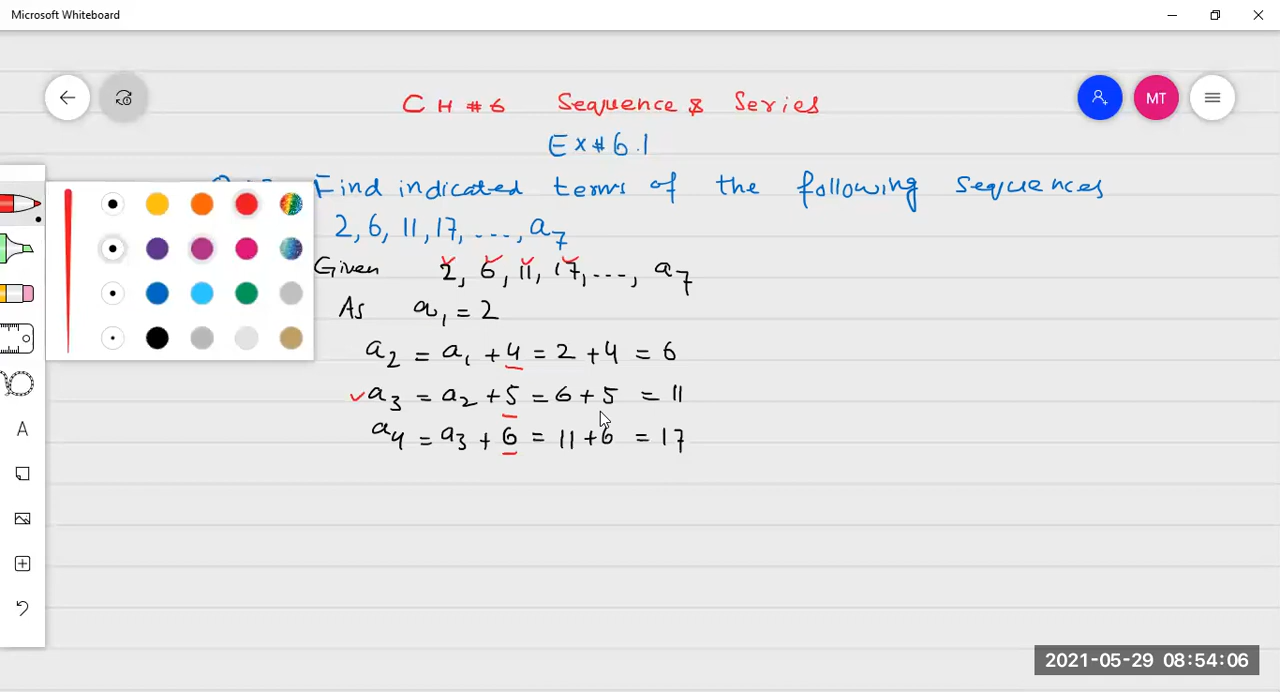 Microsoft Whiteboard
CH #6 Sequence & Series
EX # 6.1
Find indicated terms of the following sequences
2, 6, 11, 17, ..., a₇
Given 2, 6, 11, 17, ..., a₇
As a₁ = 2
a₂ = a₁ + 4 = 2 + 4 = 6
a₃ = a₂ + 5 = 6 + 5 = 11
a₄ = a₃ + 6 = 11 + 6 = 17
MT
A
2021-05-29 08:54:06